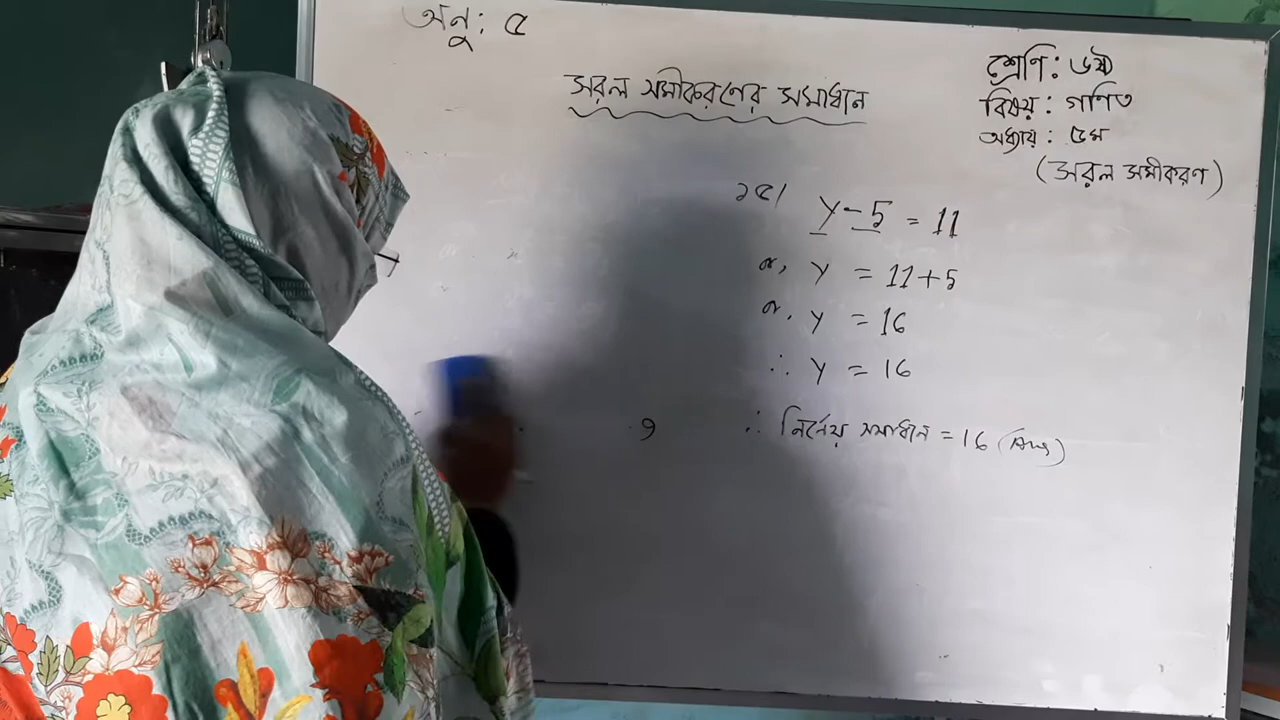 অনু: ৫
সরল সমীকরণের সমাধান
শ্রেণি: ৬ষ্ঠ
বিষয়: গণিত
অধ্যায়: ৫ম
(সরল সমীকরণ)
১৫। y - 5 = 11
বা, y = 11+5
বা, y = 16
∴ y = 16
∴ নির্ণেয় সমাধান = 16 (Ans)